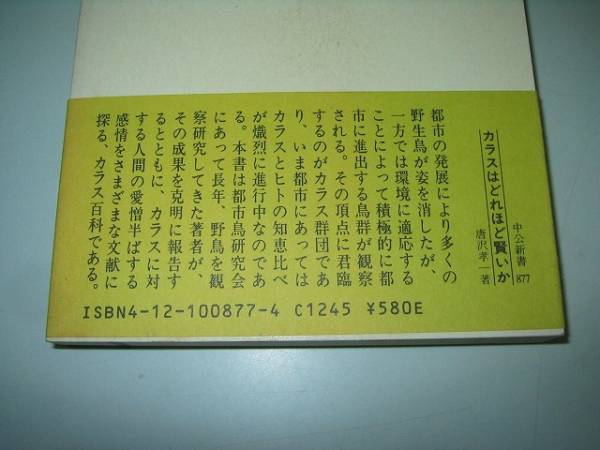 中公新書 877
カラスはどれほど賢いか
唐沢孝一著
都市の発展により多くの
野生鳥が姿を消したが、
一方では環境に適応する
ことによって積極的に都
市に進出する鳥群が観察
される。その頂点に君臨
するのがカラス群団であ
り、いま都市にあっては
カラスとヒトの知恵比べ
が熾烈に進行中なのであ
る。本書は都市鳥研究会
にあって長年、野鳥を観
察研究してきた著者が、
その成果を克明に報告す
るとともに、カラスに対
する人間の愛憎半ばする
感情をさまざまな文献に
探る、カラス百科である。
ISBN4-12-100877-4 C1245 ¥580E